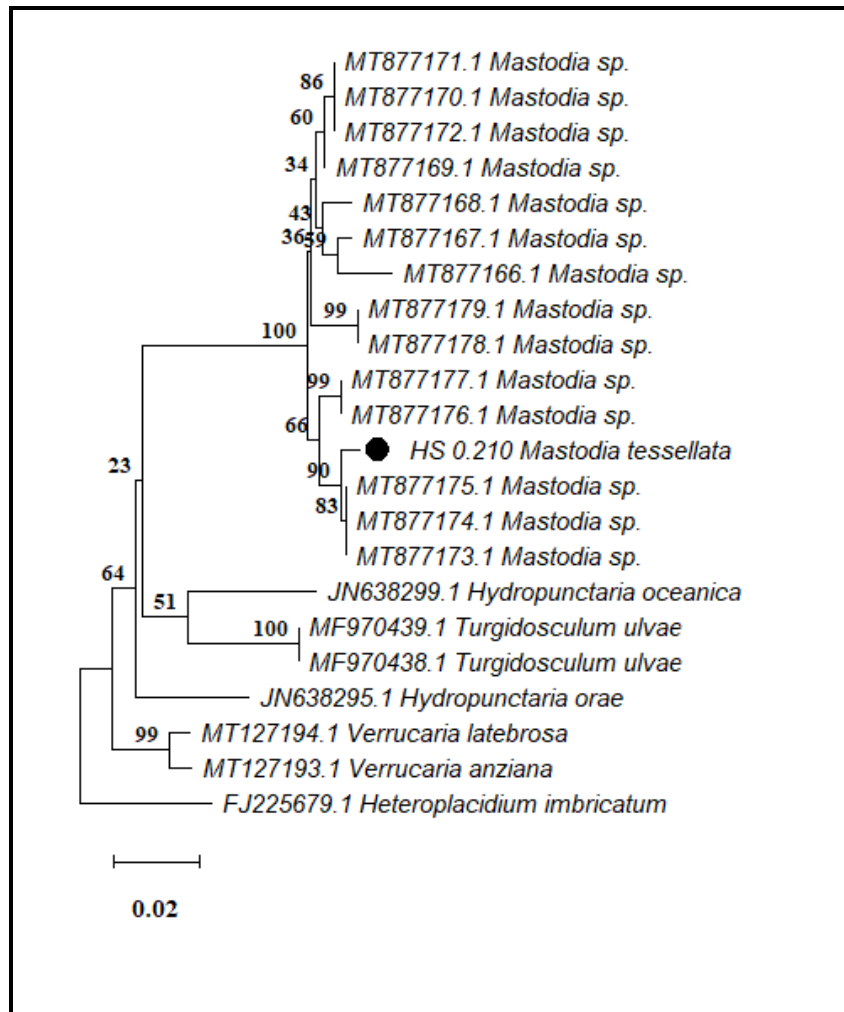 MT877171.1 Mastodia sp.
86
MT877170.1 Mastodia sp.
60
MT877172.1 Mastodia sp.
34
MT877169.1 Mastodia sp.
43
MT877168.1 Mastodia sp.
36
59
MT877167.1 Mastodia sp.
MT877166.1 Mastodia sp.
99
MT877179.1 Mastodia sp.
100
MT877178.1 Mastodia sp.
99
MT877177.1 Mastodia sp.
66
MT877176.1 Mastodia sp.
HS 0.210 Mastodia tessellata
90
MT877175.1 Mastodia sp.
83
MT877174.1 Mastodia sp.
MT877173.1 Mastodia sp.
23
64
JN638299.1 Hydropunctaria oceanica
51
100
MF970439.1 Turgidosculum ulvae
MF970438.1 Turgidosculum ulvae
JN638295.1 Hydropunctaria orae
99
MT127194.1 Verrucaria latebrosa
MT127193.1 Verrucaria anziana
FJ225679.1 Heteroplacidium imbricatum
0.02